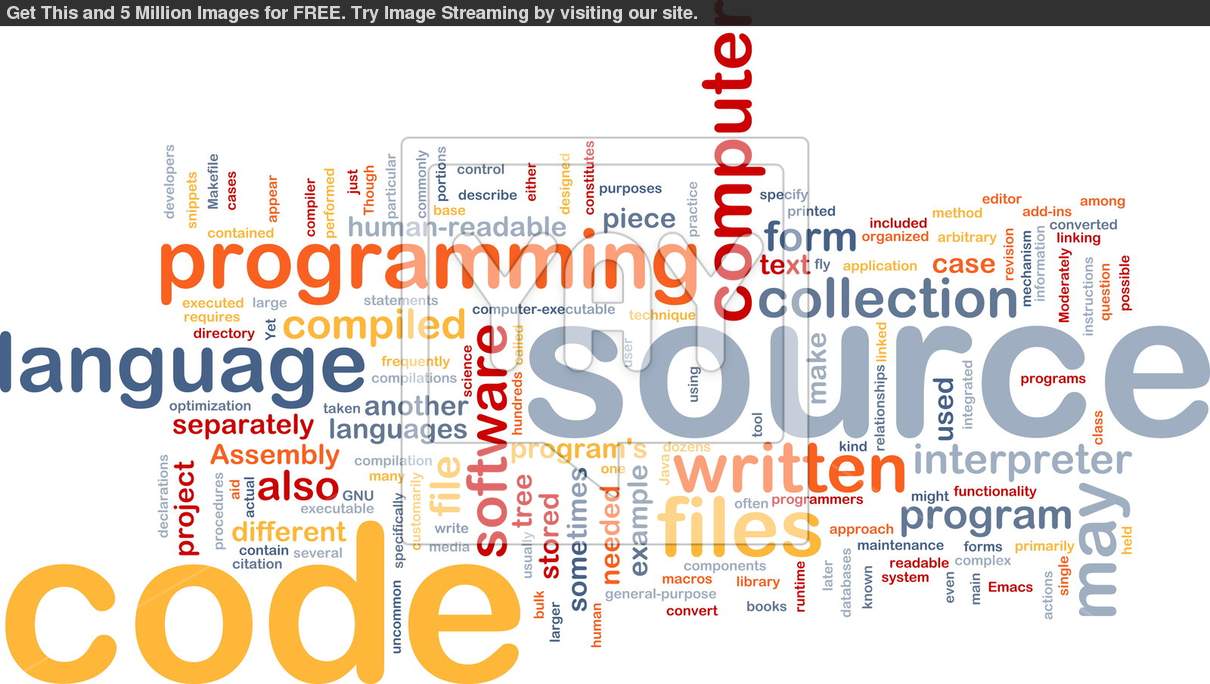 Get This and 5 Million Images for FREE. Try Image Streaming by visiting our site.
computer
developers
snippets
Makefile
cases
contained
appear
compiler
performed
just
Though
particular
commonly
portions
control
describe
base
either
designed
constitutes
purposes
piece
practice
human-readable
programming
specify
printed
form
text
fly
included
organized
application
method
arbitrary
case
editor
add-ins
among
converted
linking
revision
mechanism
information
Moderately
instructions
question
possible
collection
executed
requires
large
directory
Yet
statements
compiled
computer-executable
technique
language
frequently
compilations
science
software
called
hundreds
user
source
using
make
linked
relationships
tool
used
integrated
programs
class
optimization
separately
taken
another
languages
Assembly
compilation
many
program's
one
dozens
Java
written
kind
interpreter
declarations
project
procedures
aid
actual
also
GNU
executable
different
contain
several
citation
specifically
customarily
file
write
media
usually
tree
stored
sometimes
needed
example
files
often
programmers
might
functionality
program
approach
maintenance
forms
primarily
readable
complex
system
may
held
code
uncommon
bulk
larger
human
components
macros
library
general-purpose
convert
books
runtime
later
databases
known
even
main
Emacs
actions
single
YAY